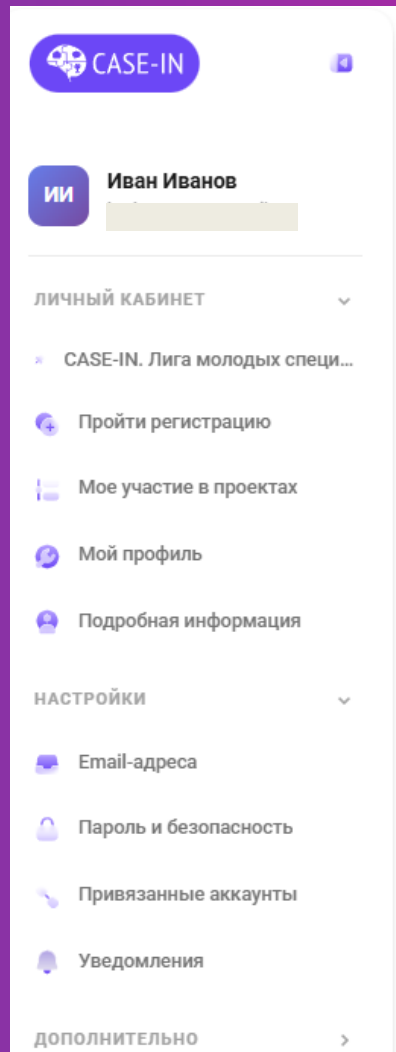 CASE-IN
ИИ
Иван Иванов
ЛИЧНЫЙ КАБИНЕТ
CASE-IN. Лига молодых специ...
Пройти регистрацию
Мое участие в проектах
Мой профиль
Подробная информация
НАСТРОЙКИ
Email-адреса
Пароль и безопасность
Привязанные аккаунты
Уведомления
ДОПОЛНИТЕЛЬНО